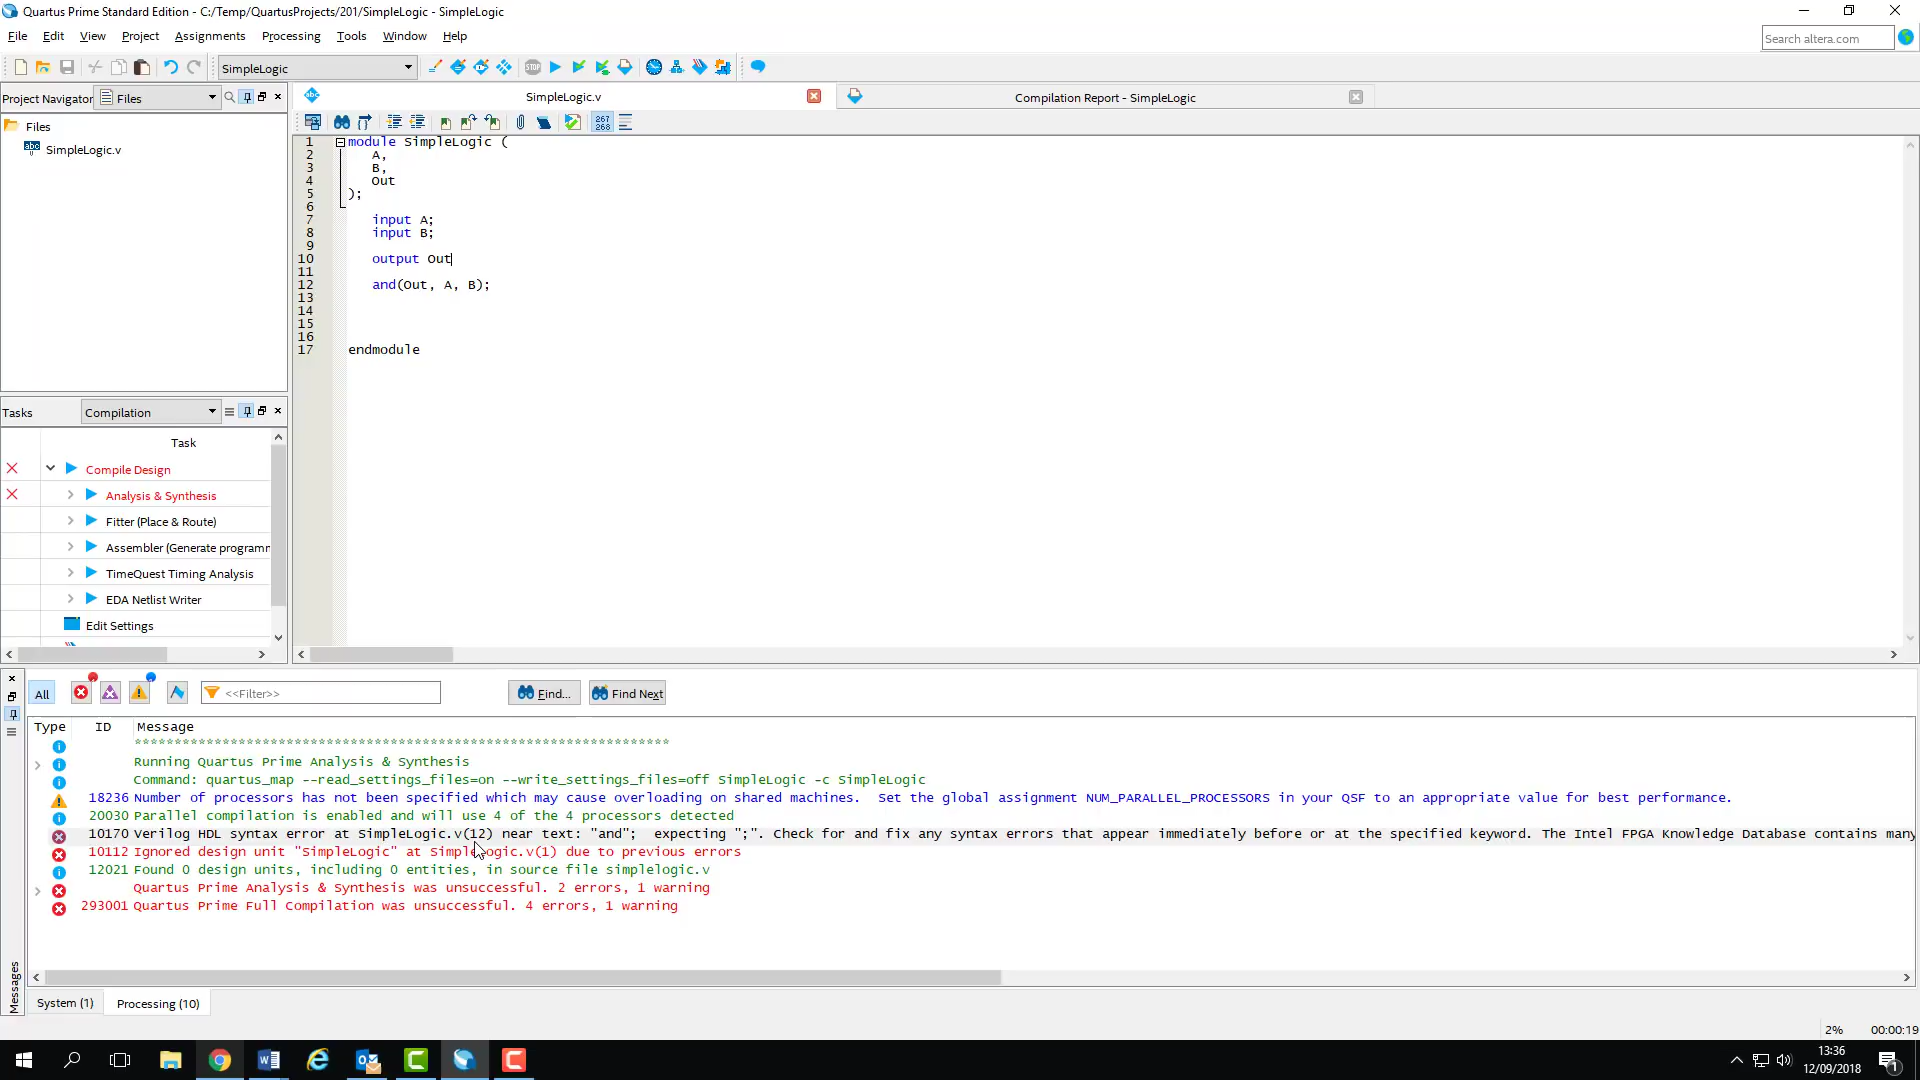 Quartus Prime Standard Edition - C:/Temp/QuartusProjects/201/SimpleLogic - SimpleLogic
File Edit View Project Assignments Processing Tools Window Help
Search altera.com
SimpleLogic
STOP
Project Navigator Files
SimpleLogic.v
Compilation Report - SimpleLogic
Files
SimpleLogic.v
267
268
1 module SimpleLogic (
2 A,
3 B,
4 Out
5 );
6
7 input A;
8 input B;
9
10 output Out
11
12 and(Out, A, B);
13
14
15
16
17 endmodule
Tasks Compilation
Task
Compile Design
Analysis & Synthesis
Fitter (Place & Route)
Assembler (Generate programm
TimeQuest Timing Analysis
EDA Netlist Writer
Edit Settings
All <<Filter>> Find... Find Next
Type ID Message
*******************************************************************
Running Quartus Prime Analysis & Synthesis
Command: quartus_map --read_settings_files=on --write_settings_files=off SimpleLogic -c SimpleLogic
18236 Number of processors has not been specified which may cause overloading on shared machines.  Set the global assignment NUM_PARALLEL_PROCESSORS in your QSF to an appropriate value for best performance.
20030 Parallel compilation is enabled and will use 4 of the 4 processors detected
10170 Verilog HDL syntax error at SimpleLogic.v(12) near text: "and";  expecting ";". Check for and fix any syntax errors that appear immediately before or at the specified keyword. The Intel FPGA Knowledge Database contains many
10112 Ignored design unit "SimpleLogic" at SimpleLogic.v(1) due to previous errors
12021 Found 0 design units, including 0 entities, in source file simplelogic.v
Quartus Prime Analysis & Synthesis was unsuccessful. 2 errors, 1 warning
293001 Quartus Prime Full Compilation was unsuccessful. 4 errors, 1 warning
Messages
System (1) Processing (10)
2% 00:00:19
13:36
12/09/2018
1